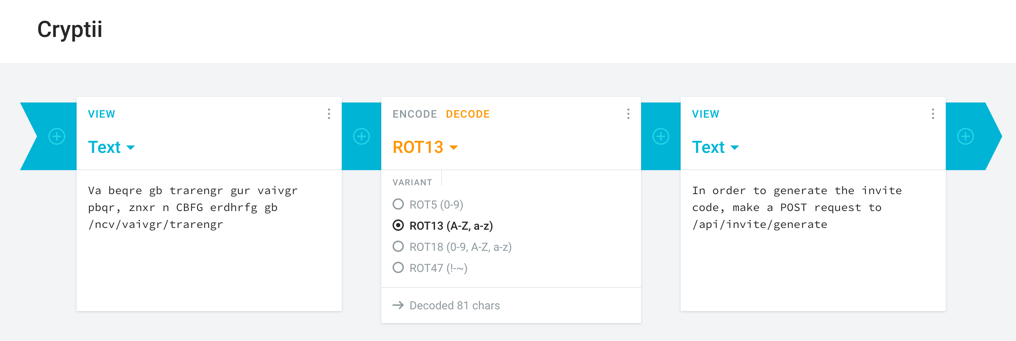 Cryptii
VIEW
Text
Va beqre gb trarengr gur vaivgr
pbqr, znxr n CBFG erdhrfg gb
/ncv/vaivgr/trarengr
ENCODE DECODE
ROT13
VARIANT
ROT5 (0-9)
ROT13 (A-Z, a-z)
ROT18 (0-9, A-Z, a-z)
ROT47 (!-~)
→ Decoded 81 chars
VIEW
Text
In order to generate the invite
code, make a POST request to
/api/invite/generate